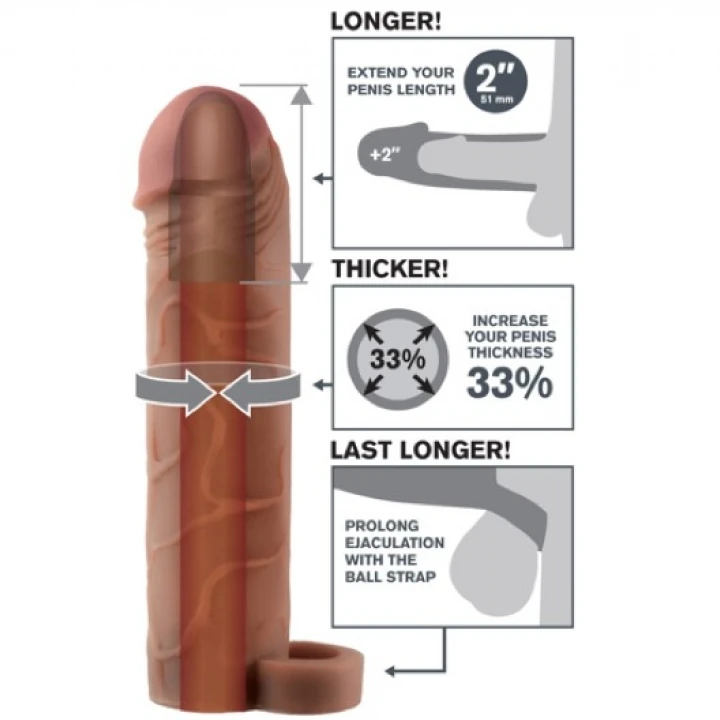 LONGER!
EXTEND YOUR
PENIS LENGTH
2"
51 mm
+2"
THICKER!
33%
INCREASE
YOUR PENIS
THICKNESS
33%
LAST LONGER!
PROLONG
EJACULATION
WITH THE
BALL STRAP